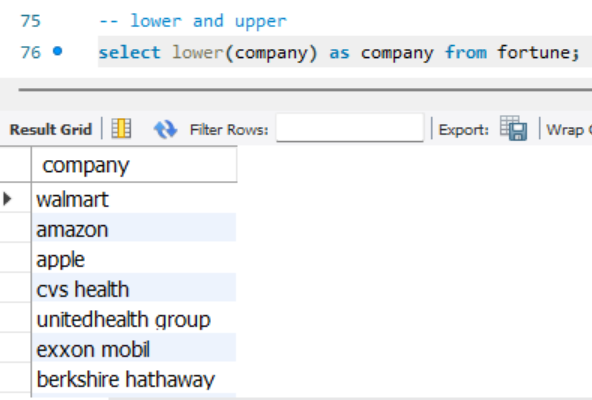 75 -- lower and upper
76 select lower(company) as company from fortune;
Result Grid Filter Rows: Export: Wrap
company
walmart
amazon
apple
cvs health
unitedhealth group
exxon mobil
berkshire hathaway